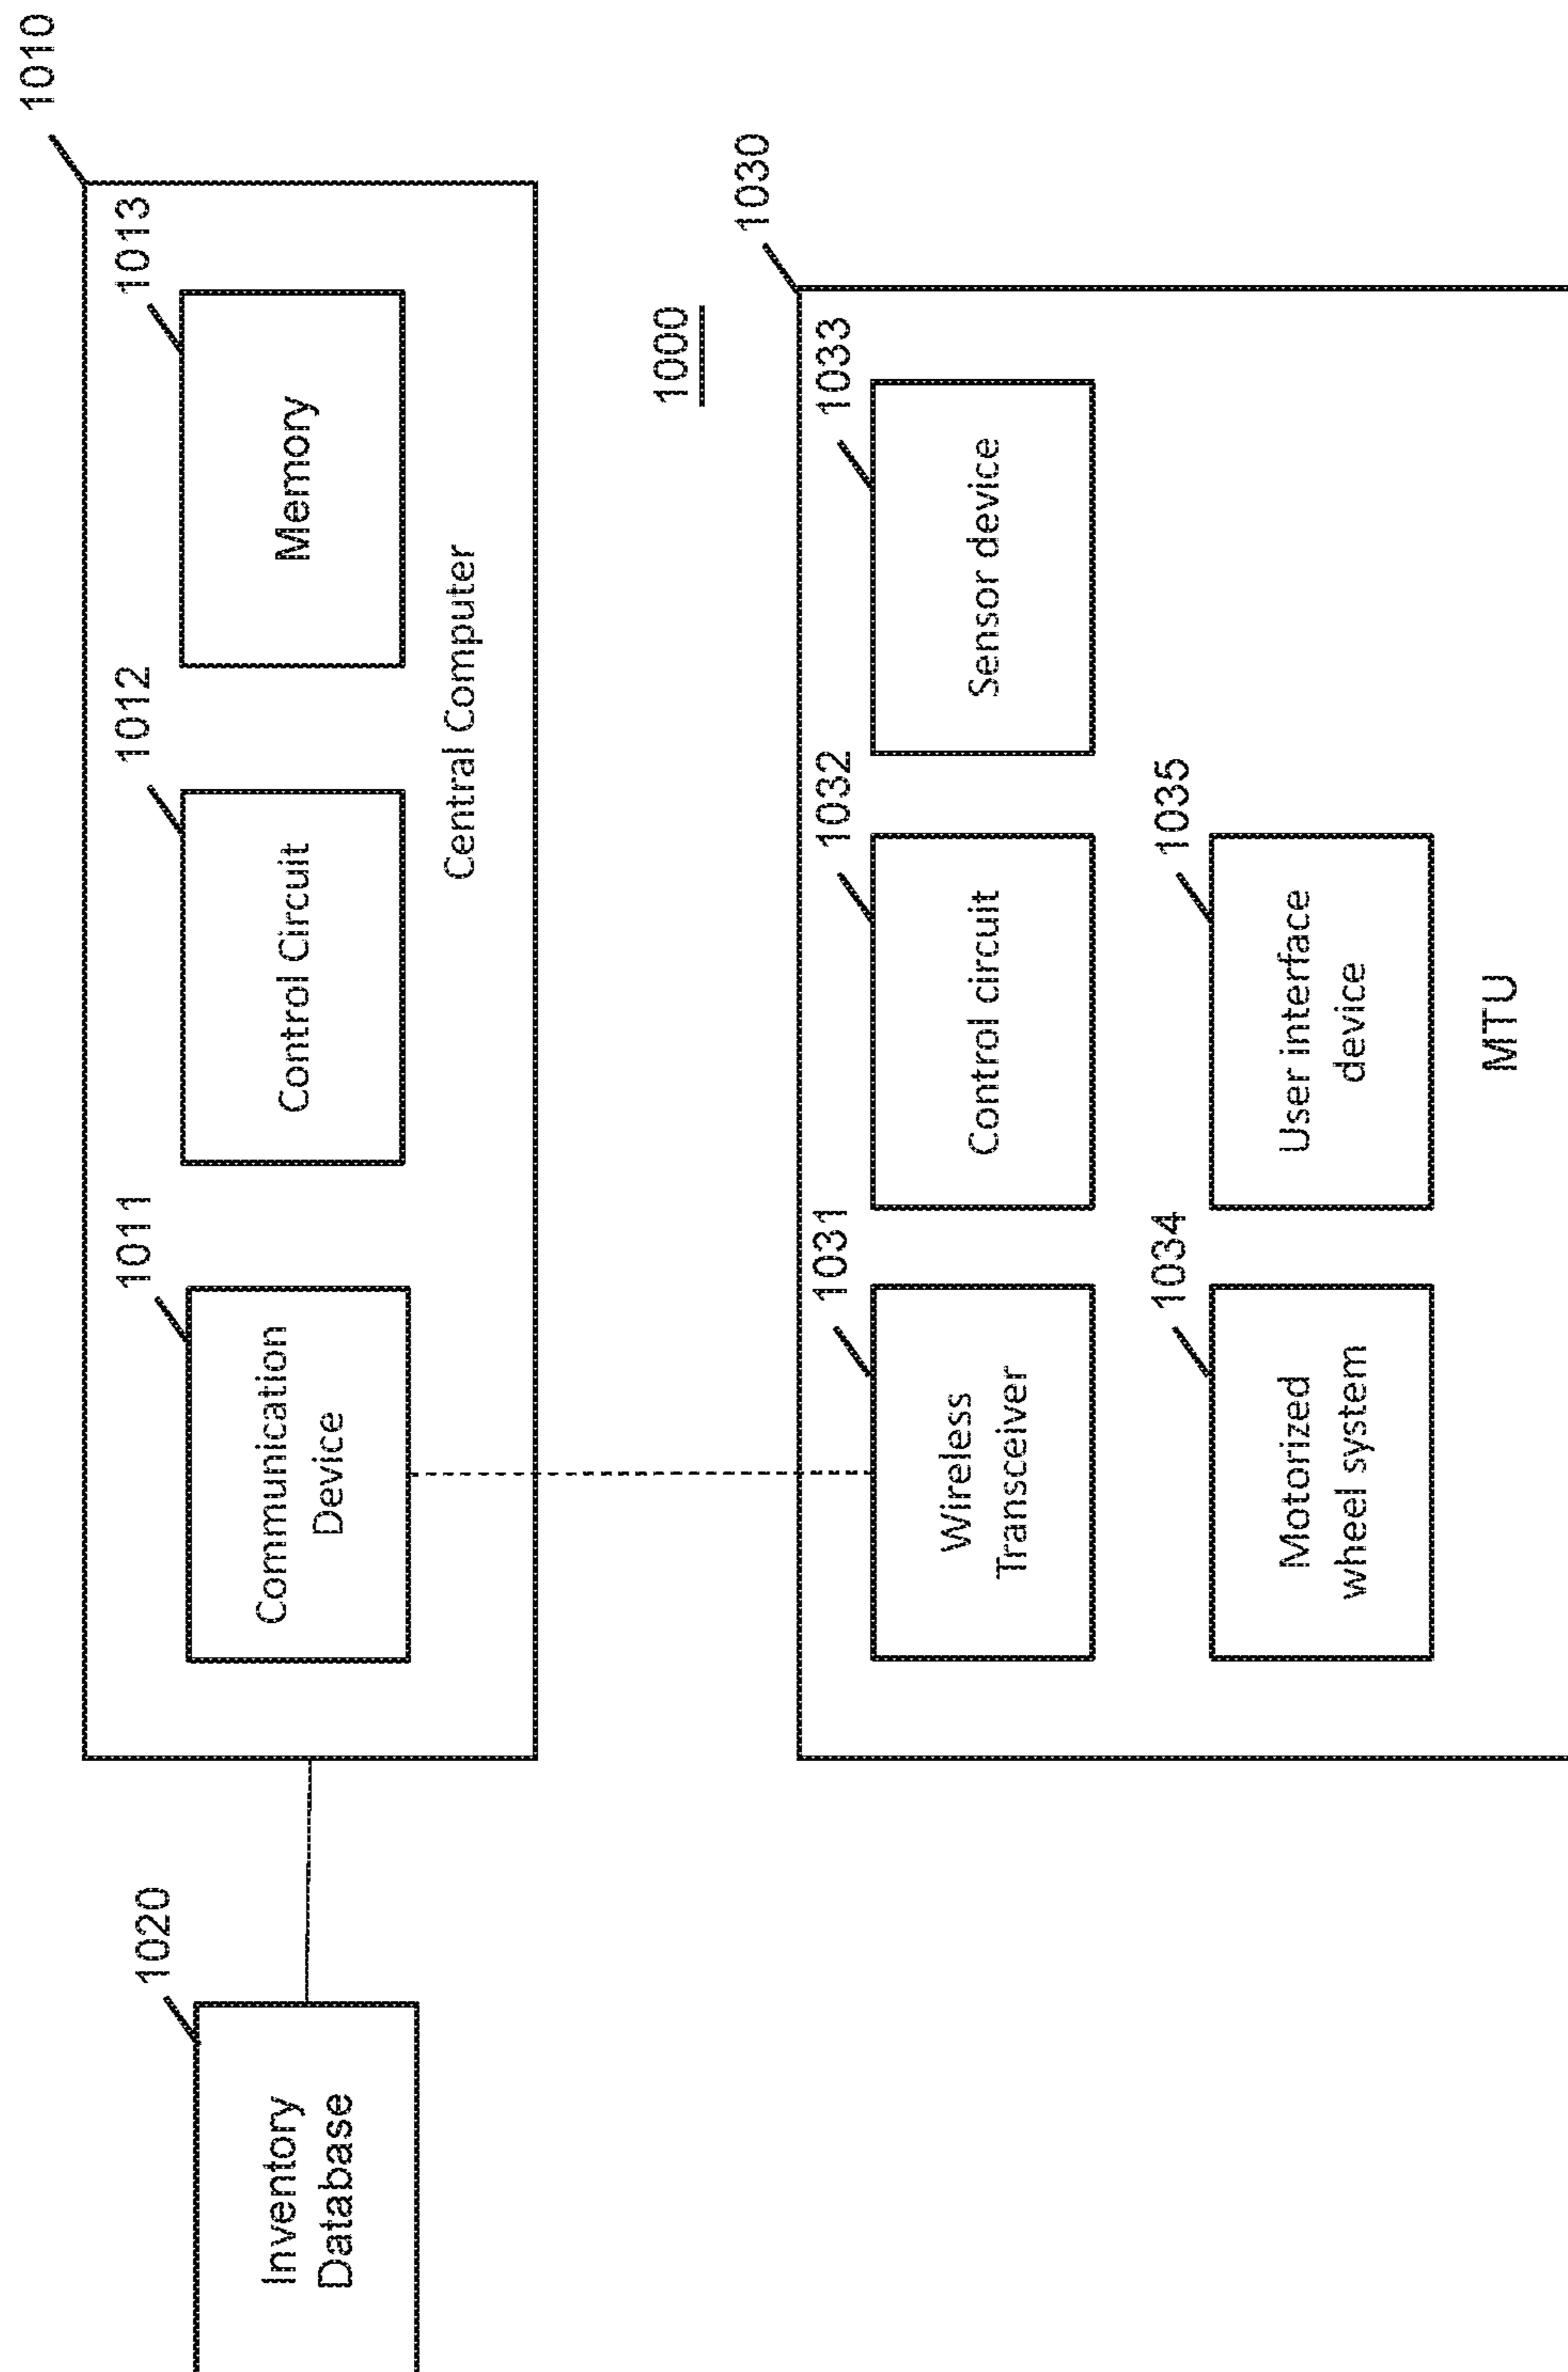 1010
1011
1012
1013
Communication
Device
Control Circuit
Memory
Central Computer
1020
Inventory
Database
1000
1030
1031
1032
1033
Wireless
Transceiver
Control circuit
Sensor device
1034
1035
Motorized
wheel system
User interface
device
MTU